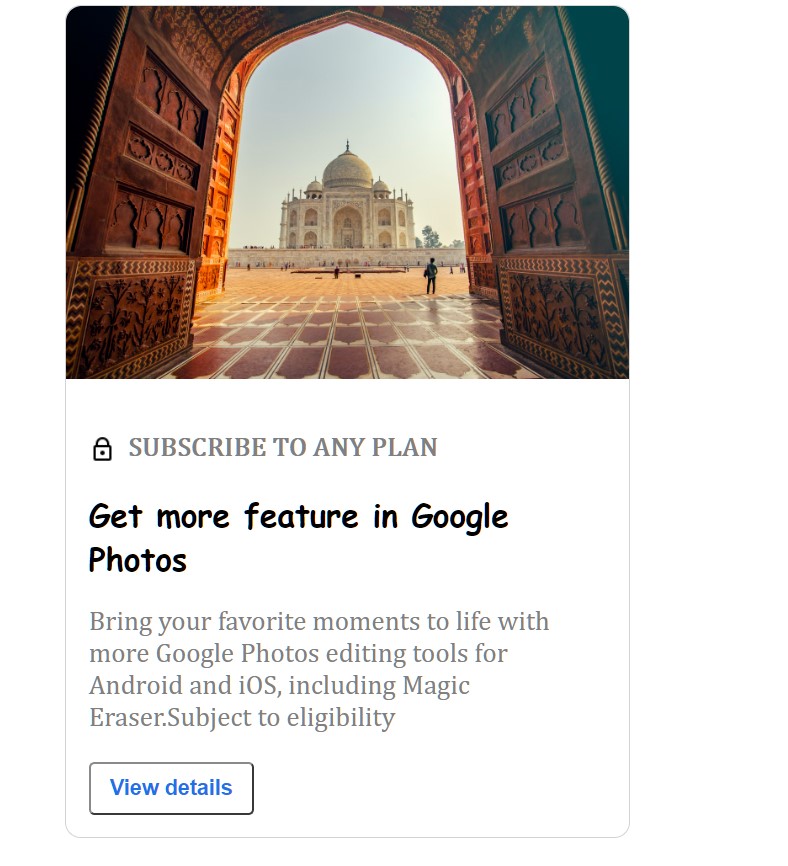 SUBSCRIBE TO ANY PLAN
Get more feature in Google
Photos
Bring your favorite moments to life with
more Google Photos editing tools for
Android and iOS, including Magic
Eraser.Subject to eligibility
View details